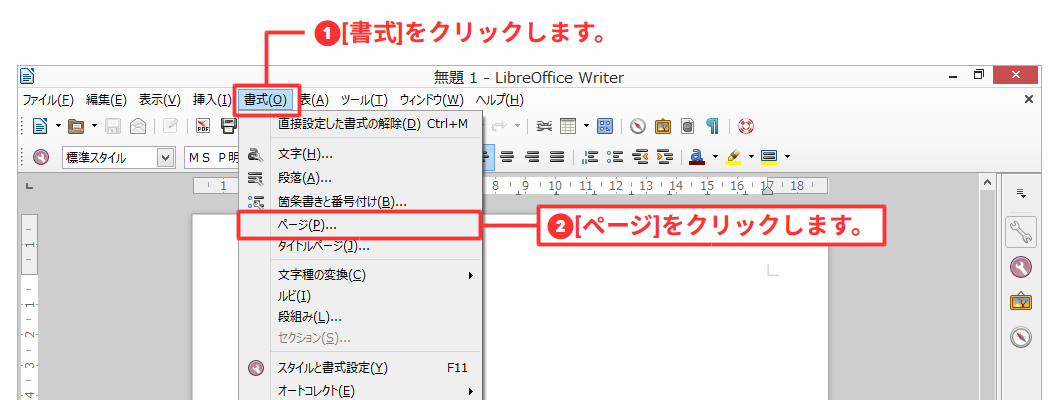 ❶[書式]をクリックします。
無題 1 - LibreOffice Writer
ファイル(F) 編集(E) 表示(V) 挿入(I) 書式(O) 表(A) ツール(T) ウィンドウ(W) ヘルプ(H)
直接設定した書式の解除(D) Ctrl+M
標準スタイル
ＭＳ Ｐ明
文字(H)...
段落(A)...
1 8 9 10 11 12 13 14 15 16 17 18
箇条書きと番号付け(B)...
ページ(P)...
❷[ページ]をクリックします。
タイトルページ(J)...
文字種の変換(C)
ルビ(I)
段組み(L)...
セクション(S)...
スタイルと書式設定(Y) F11
オートコレクト(E)
1
1
2
3
4